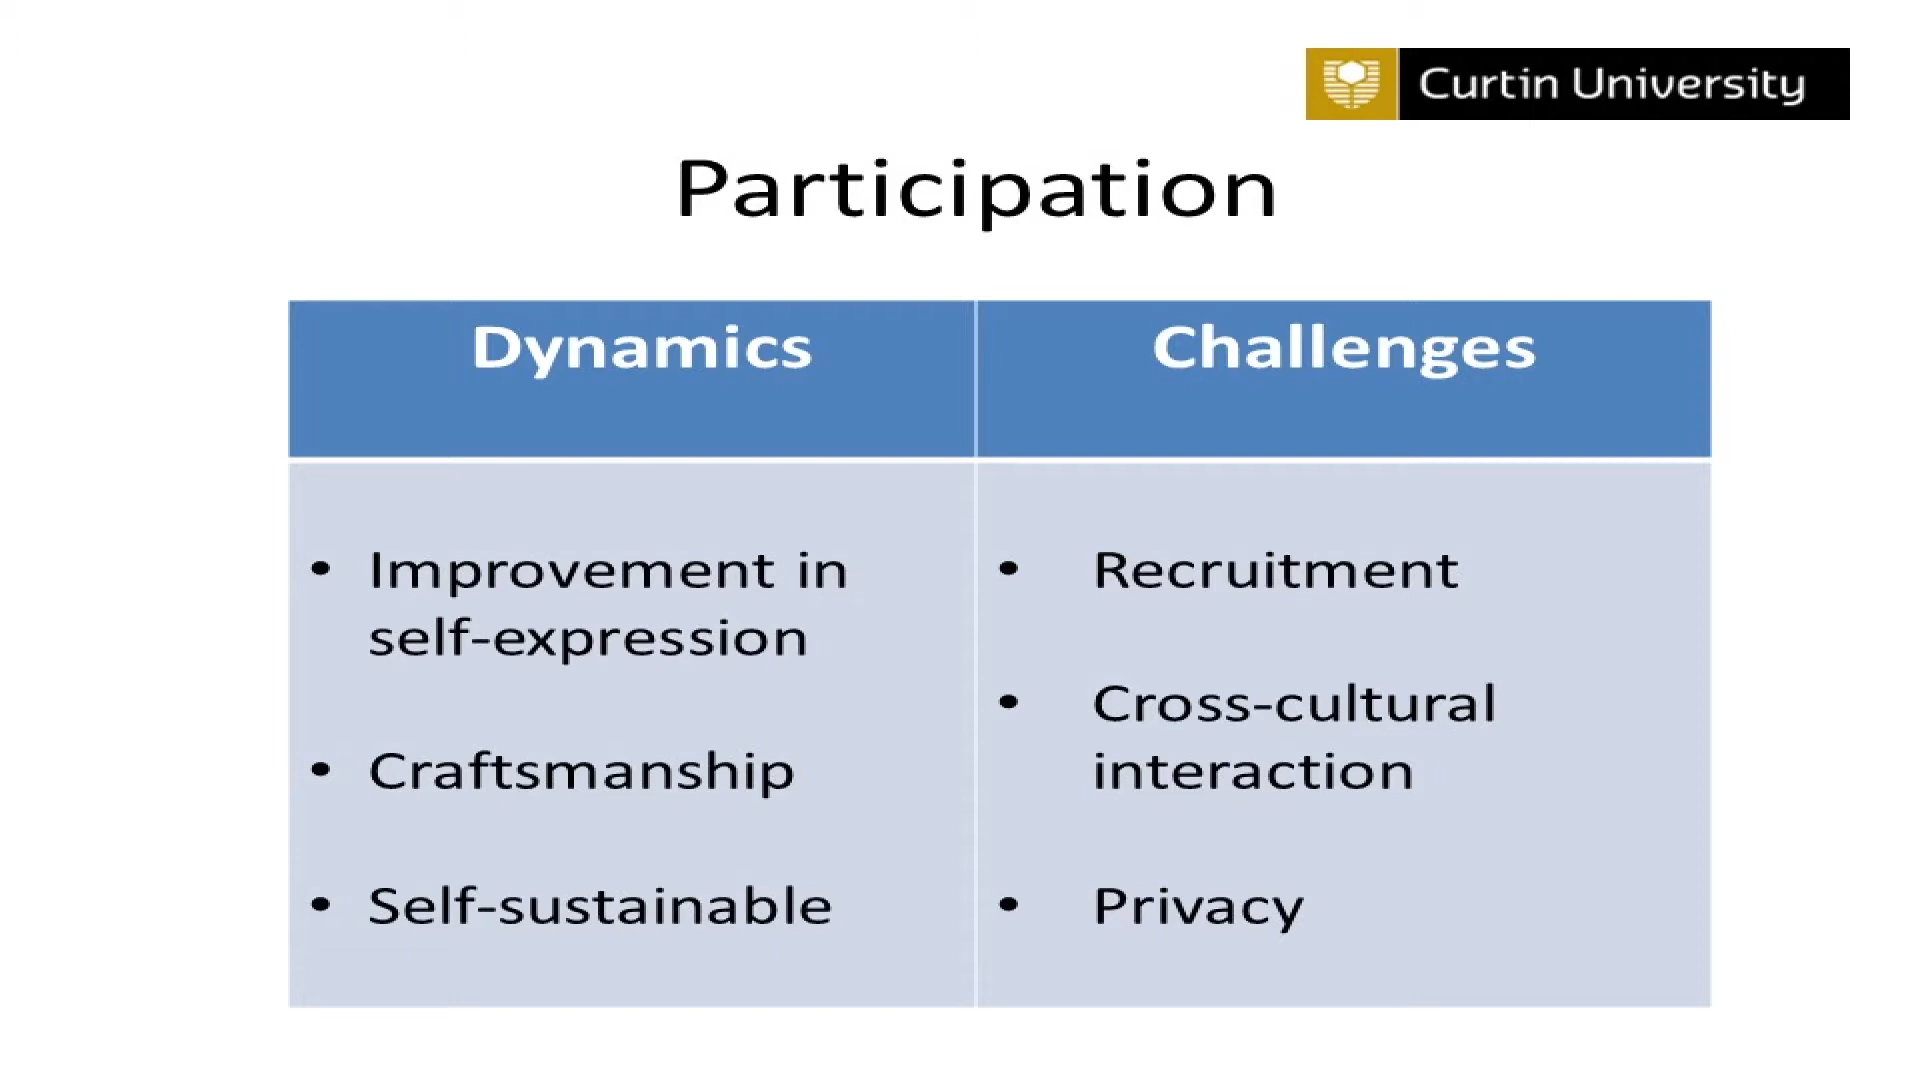 Curtin University
Participation
Dynamics
Challenges
• Improvement in
self-expression
• Craftsmanship
• Self-sustainable
• Recruitment
• Cross-cultural
interaction
• Privacy